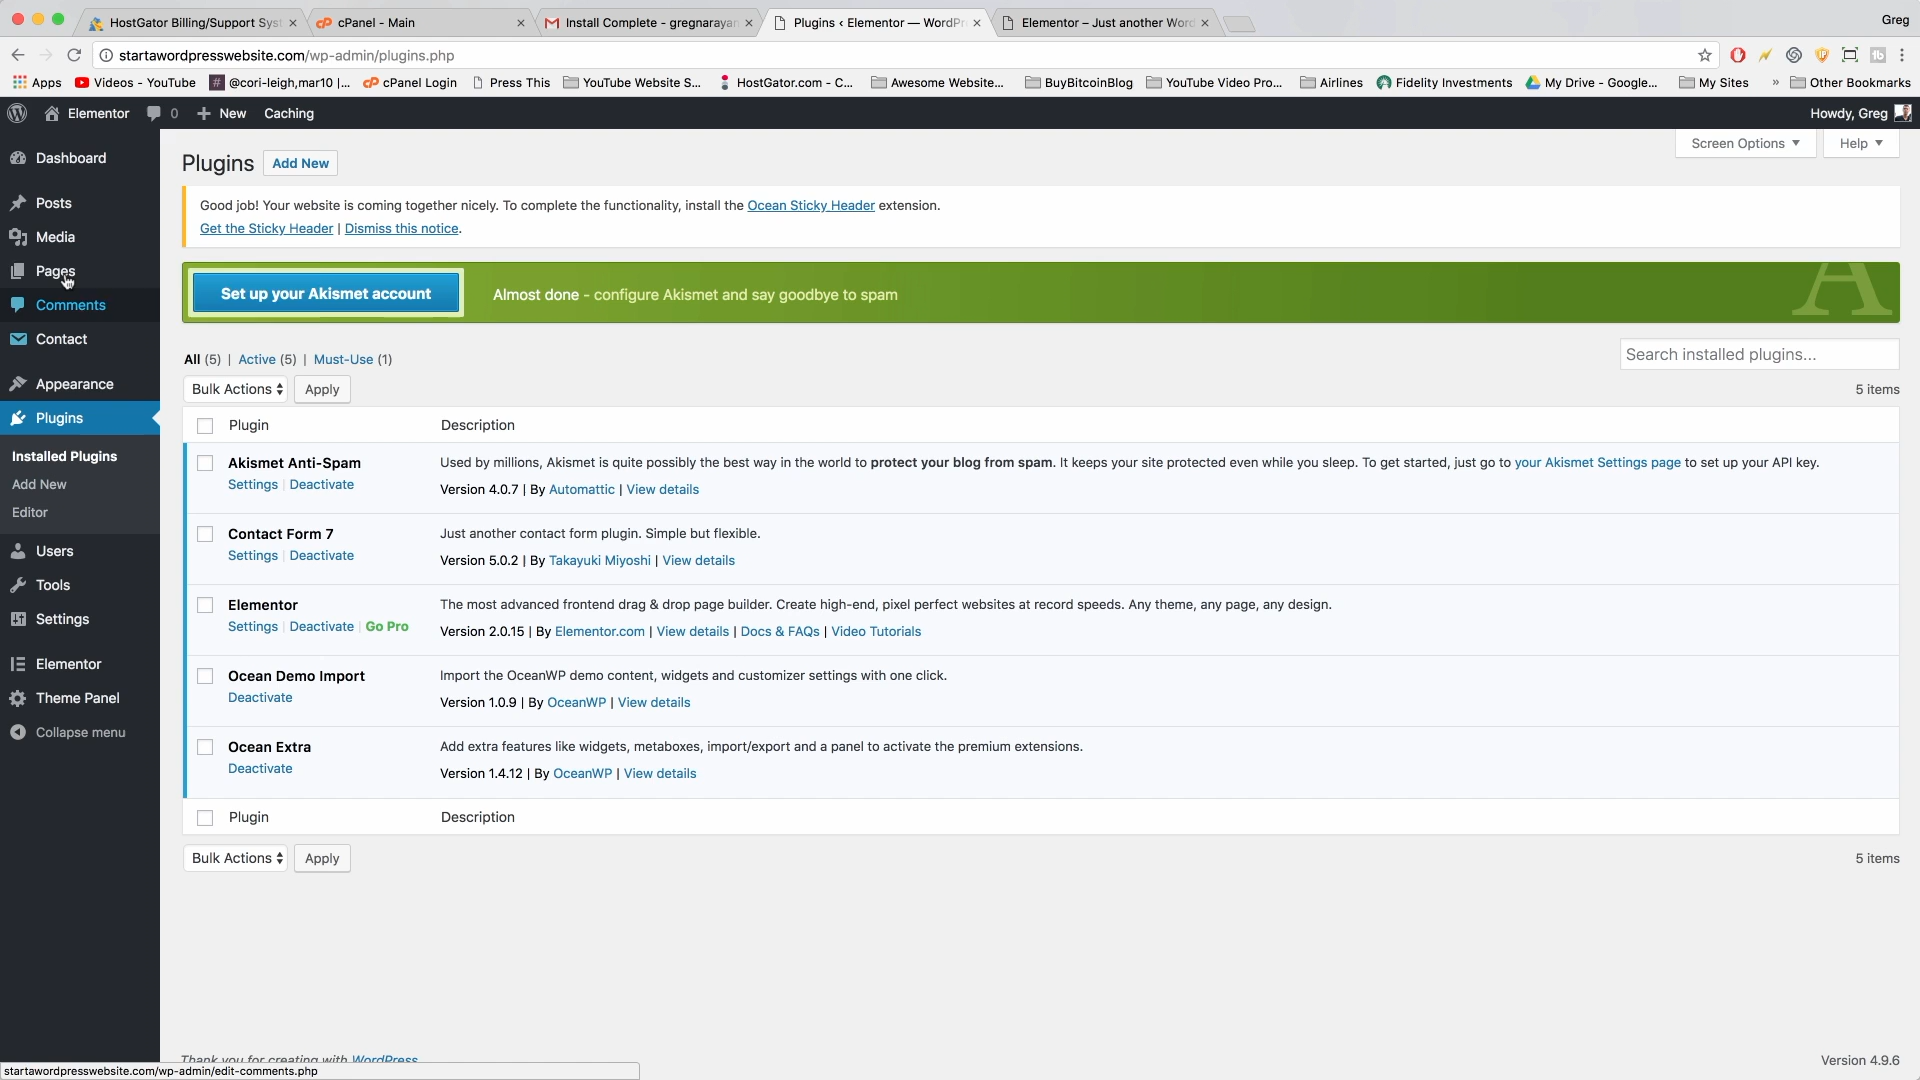 Greg
HostGator Billing/Support Syst
cPanel - Main
Install Complete - gregnarayan
Plugins ‹ Elementor — WordPr
Elementor – Just another Word
startawordpresswebsite.com/wp-admin/plugins.php
Apps
Videos - YouTube
@cori-leigh,mar10 |...
cPanel Login
Press This
YouTube Website S...
HostGator.com - C...
Awesome Website...
BuyBitcoinBlog
YouTube Video Pro...
Airlines
Fidelity Investments
My Drive - Google...
My Sites
»
Other Bookmarks
Elementor
0
New
Caching
Howdy, Greg
Dashboard
Posts
Media
Pages
Comments
Contact
Appearance
Plugins
Installed Plugins
Add New
Editor
Users
Tools
Settings
Elementor
Theme Panel
Collapse menu
Screen Options
Help
Plugins
Add New
Good job! Your website is coming together nicely. To complete the functionality, install the Ocean Sticky Header extension.
Get the Sticky Header | Dismiss this notice.
Set up your Akismet account
Almost done - configure Akismet and say goodbye to spam
A
All (5) | Active (5) | Must-Use (1)
Search installed plugins...
Bulk Actions
Apply
5 items
Plugin
Description
Akismet Anti-Spam
Settings | Deactivate
Used by millions, Akismet is quite possibly the best way in the world to protect your blog from spam. It keeps your site protected even while you sleep. To get started, just go to your Akismet Settings page to set up your API key.
Version 4.0.7 | By Automattic | View details
Contact Form 7
Settings | Deactivate
Just another contact form plugin. Simple but flexible.
Version 5.0.2 | By Takayuki Miyoshi | View details
Elementor
Settings | Deactivate | Go Pro
The most advanced frontend drag & drop page builder. Create high-end, pixel perfect websites at record speeds. Any theme, any page, any design.
Version 2.0.15 | By Elementor.com | View details | Docs & FAQs | Video Tutorials
Ocean Demo Import
Deactivate
Import the OceanWP demo content, widgets and customizer settings with one click.
Version 1.0.9 | By OceanWP | View details
Ocean Extra
Deactivate
Add extra features like widgets, metaboxes, import/export and a panel to activate the premium extensions.
Version 1.4.12 | By OceanWP | View details
Plugin
Description
Bulk Actions
Apply
5 items
Thank you for creating with WordPress
Version 4.9.6
startawordpresswebsite.com/wp-admin/edit-comments.php